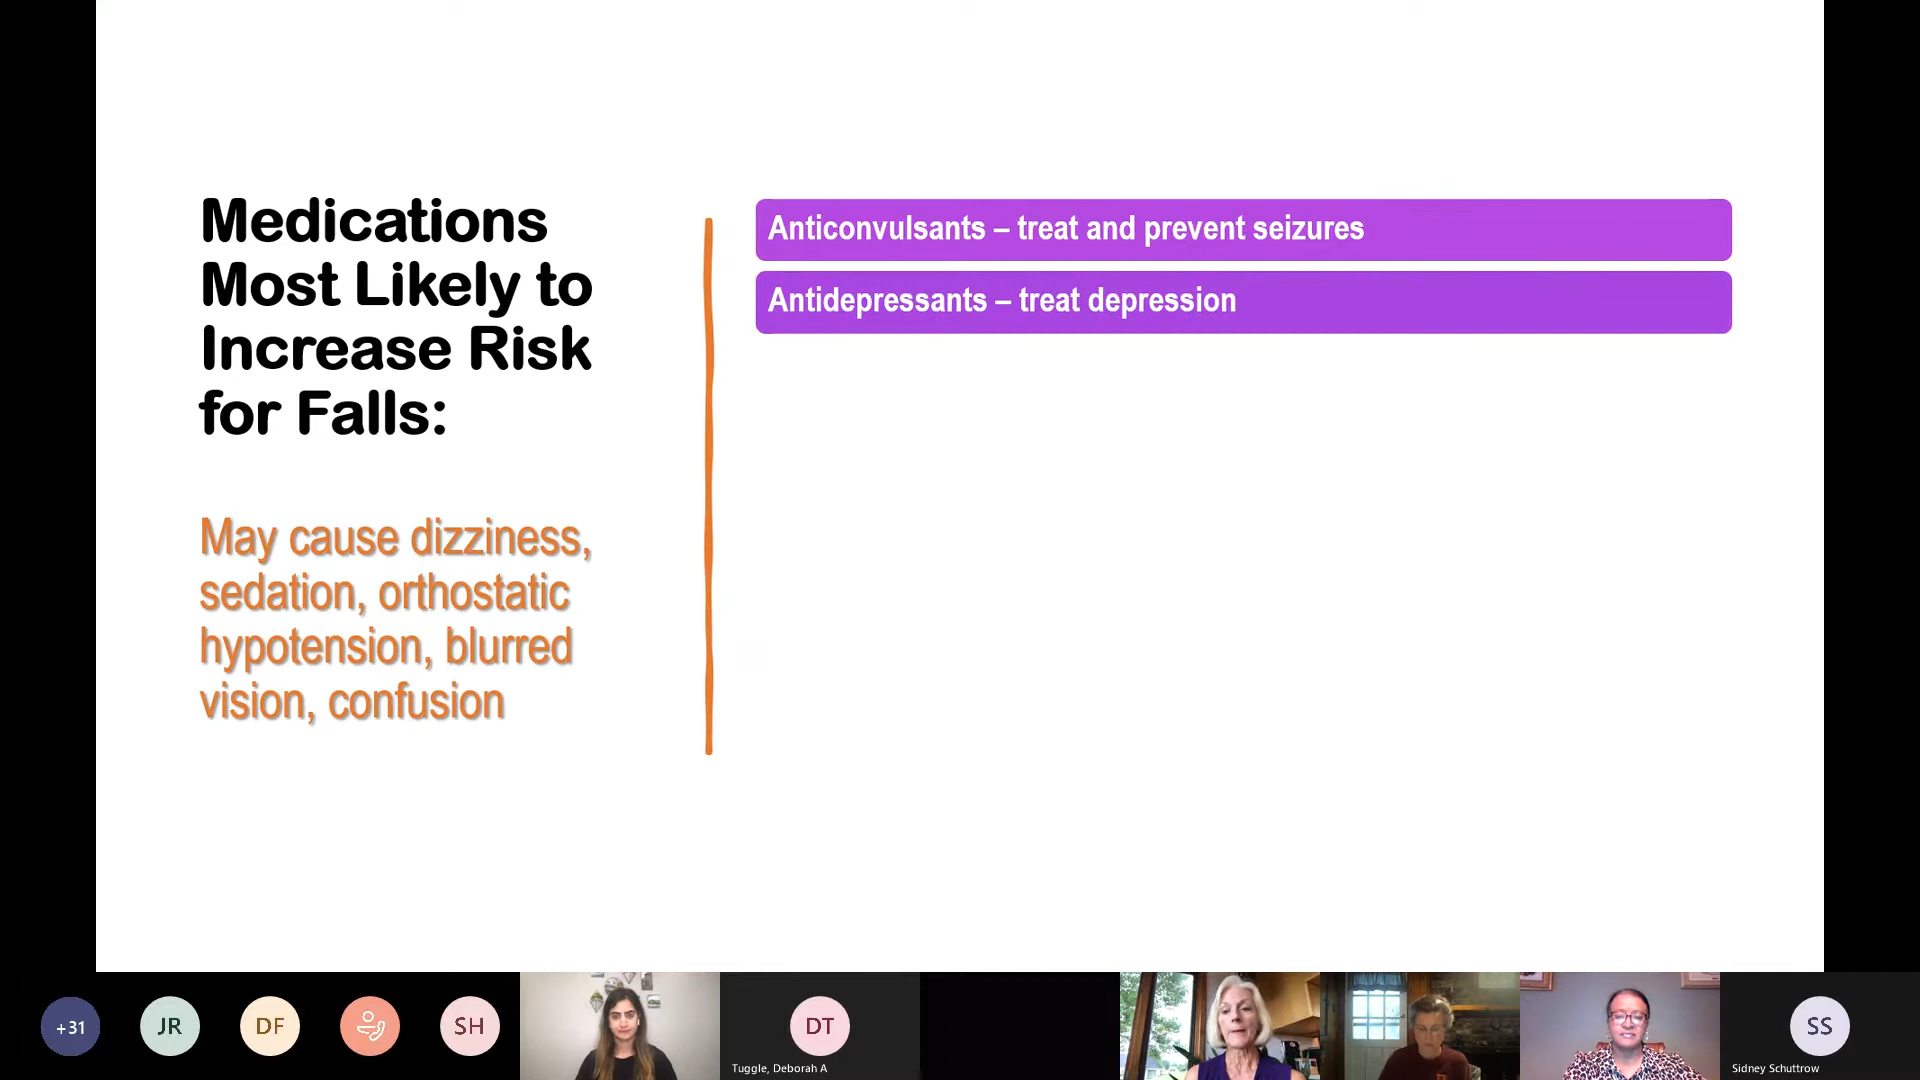 Medications
Most Likely to
Increase Risk
for Falls:
May cause dizziness,
sedation, orthostatic
hypotension, blurred
vision, confusion
Anticonvulsants – treat and prevent seizures
Antidepressants – treat depression
+31
JR
DF
SH
DT
Tuggle, Deborah A
SS
Sidney Schuttrow